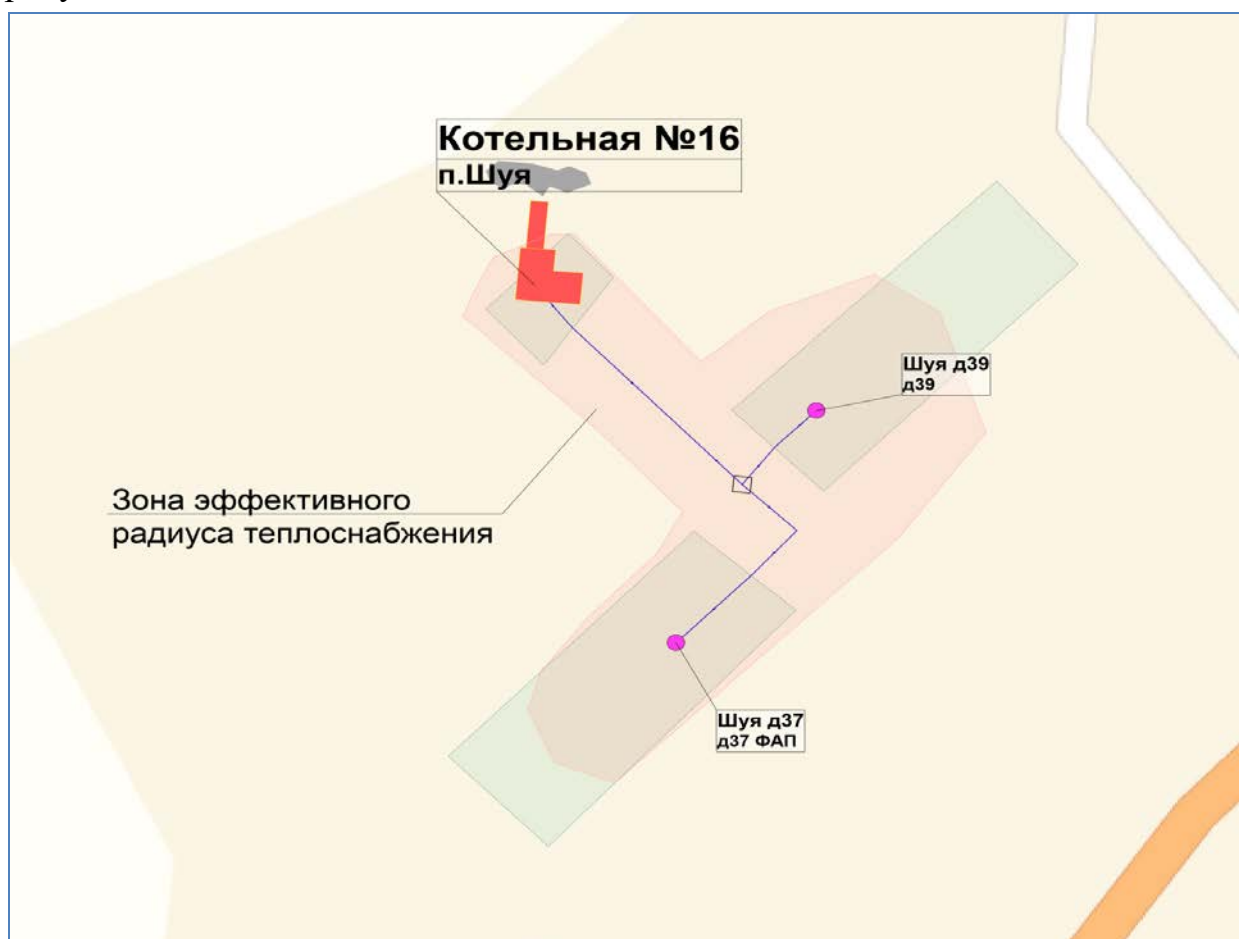 Котельная №16
п.Шуя
Шуя д39
д39
Зона эффективного
радиуса теплоснабжения
Шуя д37
д37 ФАП